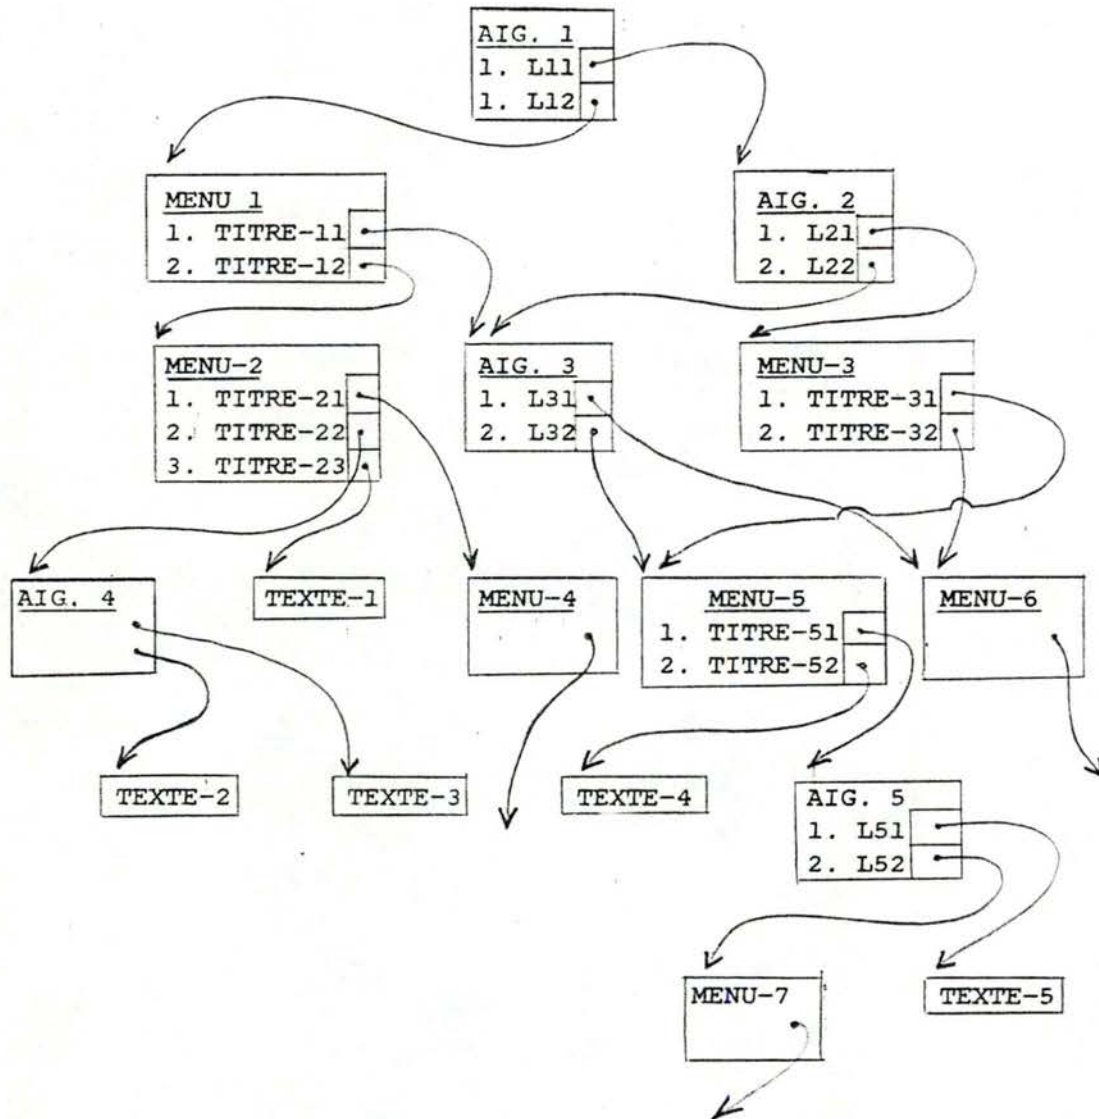 AIG. 1
1. L11
1. L12
MENU 1
1. TITRE-11
2. TITRE-12
AIG. 2
1. L21
2. L22
MENU-2
1. TITRE-21
2. TITRE-22
3. TITRE-23
AIG. 3
1. L31
2. L32
MENU-3
1. TITRE-31
2. TITRE-32
AIG. 4
TEXTE-1
MENU-4
MENU-5
1. TITRE-51
2. TITRE-52
MENU-6
TEXTE-2
TEXTE-3
TEXTE-4
AIG. 5
1. L51
2. L52
MENU-7
TEXTE-5